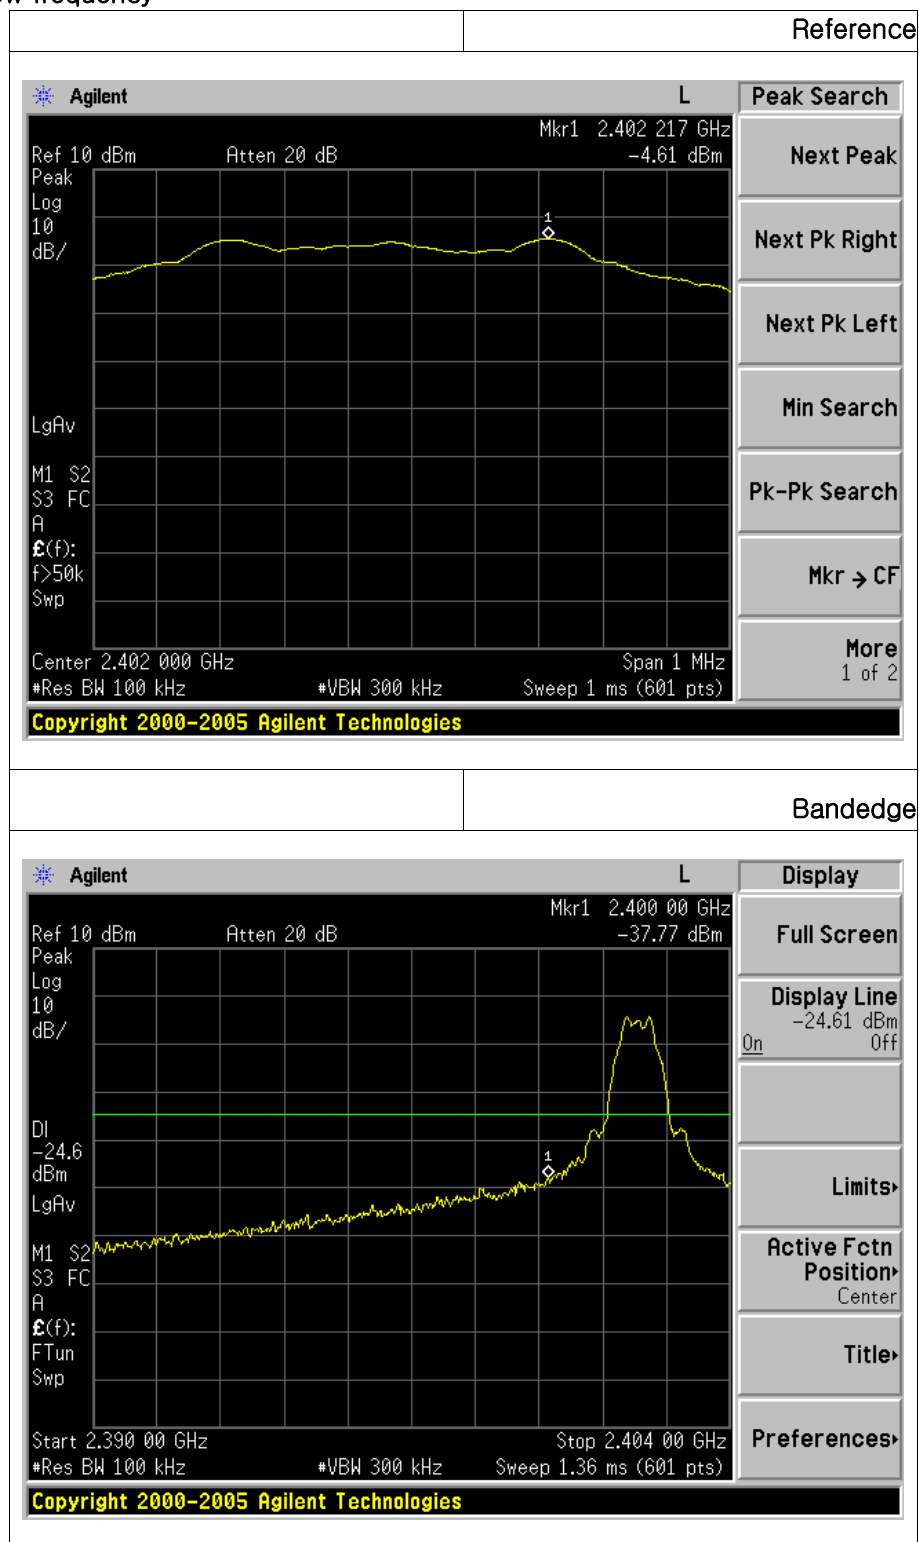 frequency
Reference
Agilent
L
Peak Search
Mkr1 2.402 217 GHz
Ref 10 dBm Atten 20 dB -4.61 dBm
Peak
Log
10
dB/
1
LgAv
M1 S2
S3 FC
A
£(f):
f>50k
Swp
Center 2.402 000 GHz Span 1 MHz
#Res BW 100 kHz #VBW 300 kHz Sweep 1 ms (601 pts)
Next Peak
Next Pk Right
Next Pk Left
Min Search
Pk-Pk Search
Mkr → CF
More
1 of 2
Copyright 2000-2005 Agilent Technologies
Bandedge
Agilent
L
Display
Mkr1 2.400 00 GHz
Ref 10 dBm Atten 20 dB -37.77 dBm
Peak
Log
10
dB/
1
DI
-24.6
dBm
LgAv
M1 S2
S3 FC
A
£(f):
FTun
Swp
Start 2.390 00 GHz Stop 2.404 00 GHz
#Res BW 100 kHz #VBW 300 kHz Sweep 1.36 ms (601 pts)
Full Screen
Display Line
-24.61 dBm
On Off
Limits
Active Fctn
Position
Center
Title
Preferences
Copyright 2000-2005 Agilent Technologies